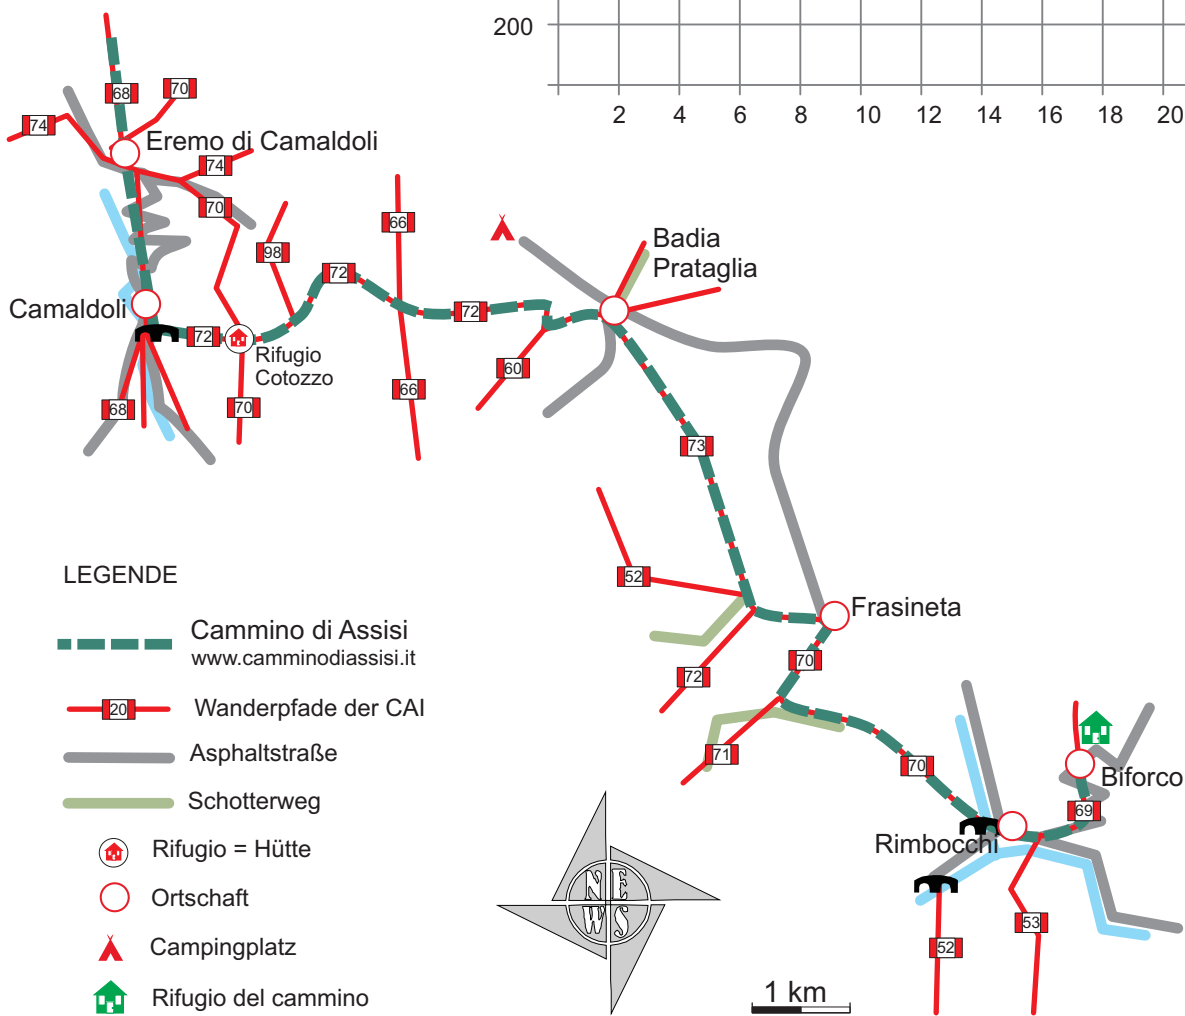 200
2 4 6 8 10 12 14 16 18 20
68
70
74
Eremo di Camaldoli
74
70
66
98
Badia
Prataglia
72
Camaldoli
72
72
Rifugio
Cotozzo
60
66
68
70
73
52
LEGENDE
Frasineta
Cammino di Assisi
www.camminodiassisi.it
70
72
20 Wanderpfade der CAI
71
Asphaltstraße
70
Biforco
Schotterweg
69
Rimbocchi
Rifugio = Hütte
Ortschaft
N E
W S
53
Campingplatz
52
Rifugio del cammino
1 km